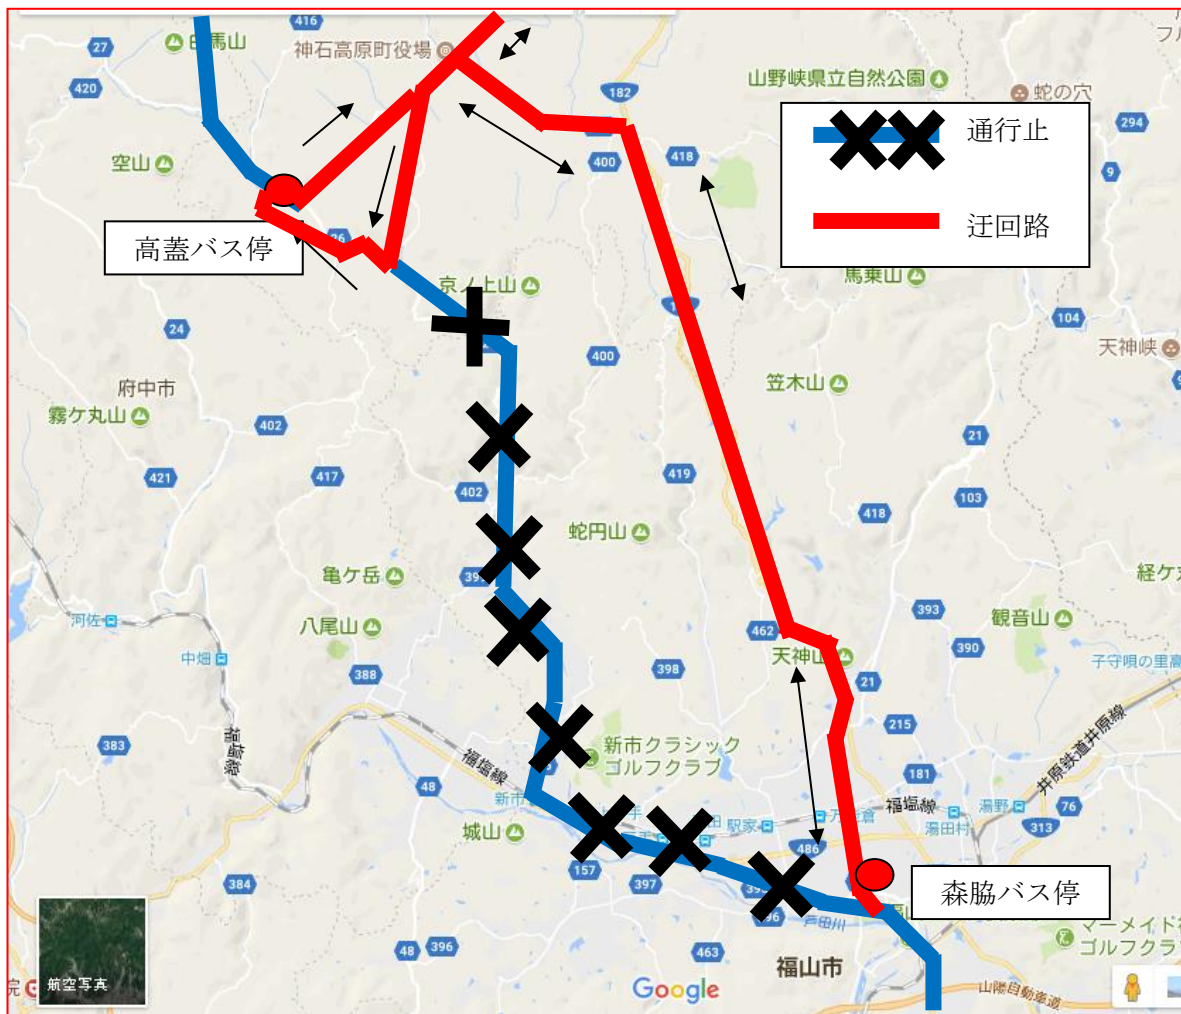 416
27
白馬山
神石高原町役場
182
山野峡県立自然公園
蛇の穴
420
294
通行止
空山
400
418
9
迂回路
高蓋バス停
26
馬乗山
京ノ上山
24
104
天神峡
400
府中市
笠木山
霧ケ丸山
402
21
421
417
402
419
103
418
蛇円山
亀ケ岳
河佐
393
観音山
八尾山
462
中畑
天神山
390
398
子守唄の里高
388
21
215
383
福塩線
新市クラシック
ゴルフクラブ
井原鉄道井原線
福塩線
181
48
湯野
76
福塩線
駅家
湯田村
313
城山
486
157
384
397
森脇バス停
396
芦田川
48
396
463
マーメイド福
ゴルフクラブ
福山市
航空写真
Google
山陽自動車道